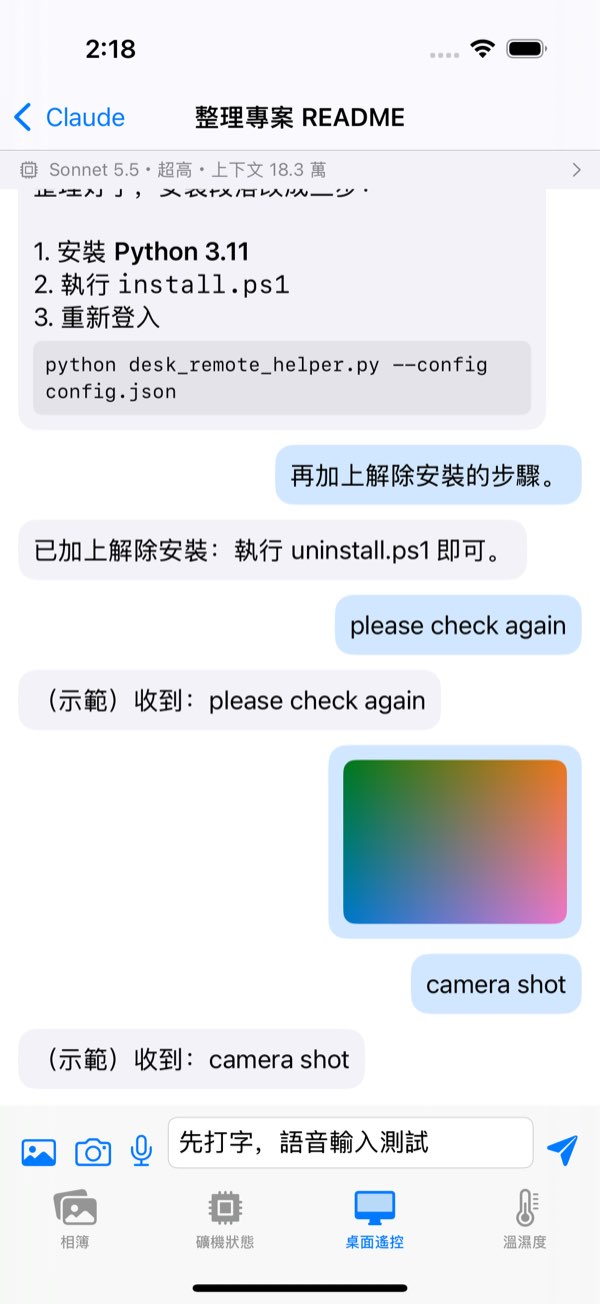 2:18
Claude
整理專案 README
Sonnet 5.5・超高・上下文 18.3 萬
1. 安裝 Python 3.11
2. 執行 install.ps1
3. 重新登入
python desk_remote_helper.py --config
config.json
再加上解除安裝的步驟。
已加上解除安裝：執行 uninstall.ps1 即可。
please check again
（示範）收到：please check again
camera shot
（示範）收到：camera shot
先打字，語音輸入測試
相簿
礦機狀態
桌面遙控
溫濕度